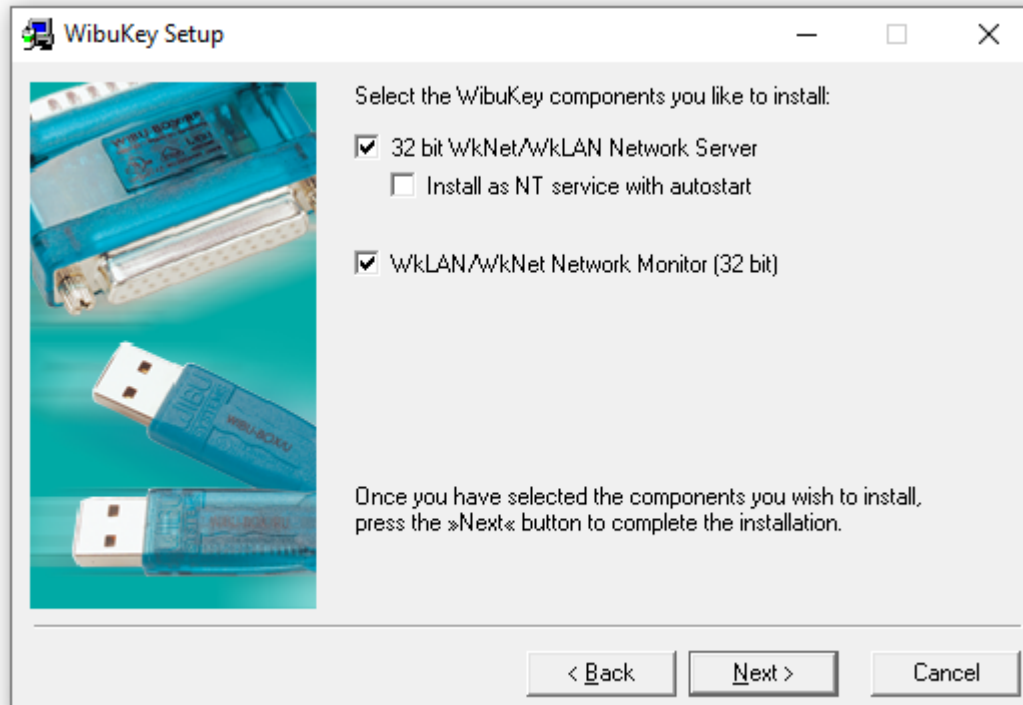 WibuKey Setup
Select the WibuKey components you like to install:
32 bit WkNet/WkLAN Network Server
Install as NT service with autostart
WkLAN/WkNet Network Monitor (32 bit)
WIBU-BOX/U
Once you have selected the components you wish to install,
press the »Next« button to complete the installation.
< Back
Next >
Cancel